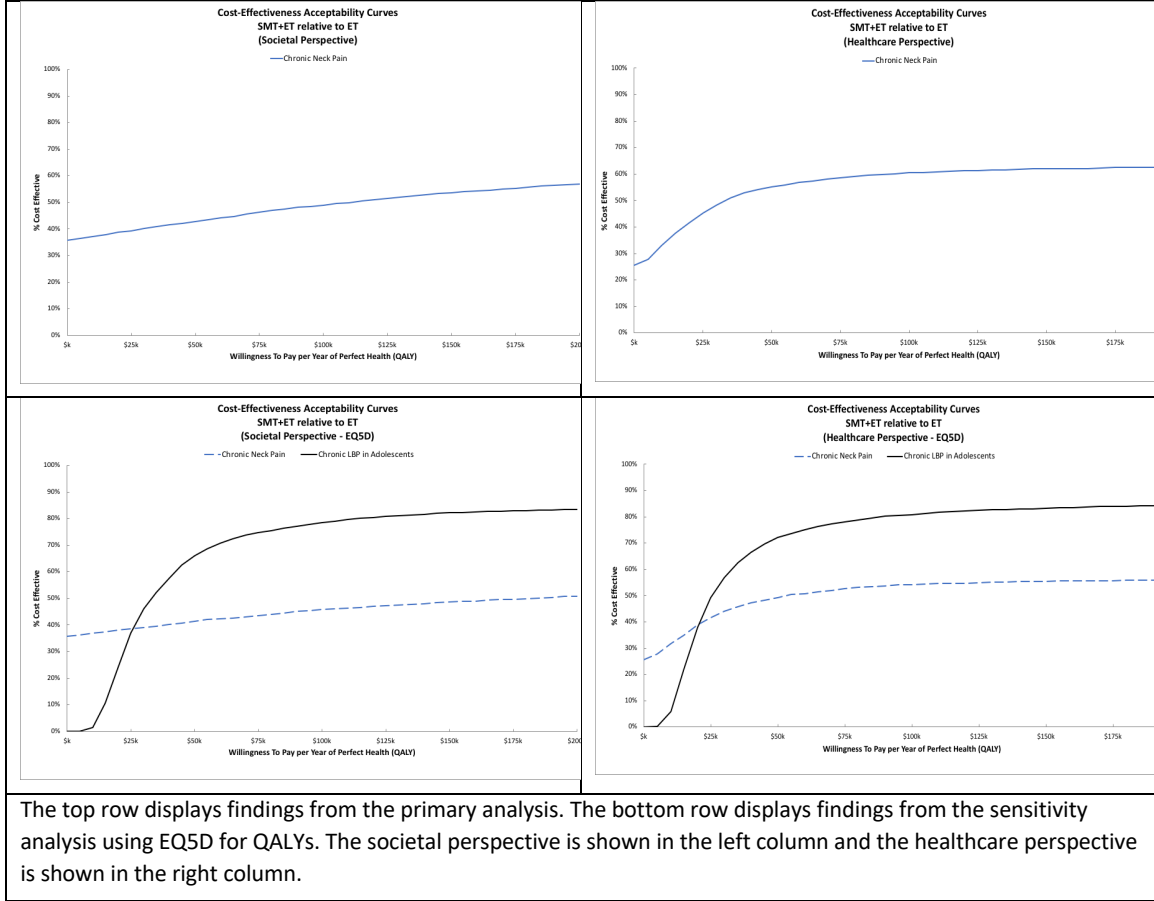 Cost-Effectiveness Acceptability Curves
SMT+ET relative to ET
(Societal Perspective)
Chronic Neck Pain
100%
90%
80%
70%
60%
50%
40%
30%
20%
10%
0%
% Cost Effective
$k $25k $50k $75k $100k $125k $150k $175k $20
Willingness To Pay per Year of Perfect Health (QALY)
Cost-Effectiveness Acceptability Curves
SMT+ET relative to ET
(Healthcare Perspective)
Chronic Neck Pain
100%
90%
80%
70%
60%
50%
40%
30%
20%
10%
0%
% Cost Effective
$k $25k $50k $75k $100k $125k $150k $175k
Willingness To Pay per Year of Perfect Health (QALY)
Cost-Effectiveness Acceptability Curves
SMT+ET relative to ET
(Societal Perspective - EQ5D)
Chronic Neck Pain Chronic LBP in Adolescents
100%
90%
80%
70%
60%
50%
40%
30%
20%
10%
0%
% Cost Effective
$k $25k $50k $75k $100k $125k $150k $175k $200
Willingness To Pay per Year of Perfect Health (QALY)
Cost-Effectiveness Acceptability Curves
SMT+ET relative to ET
(Healthcare Perspective - EQ5D)
Chronic Neck Pain Chronic LBP in Adolescents
100%
90%
80%
70%
60%
50%
40%
30%
20%
10%
0%
% Cost Effective
$k $25k $50k $75k $100k $125k $150k $175k
Willingness To Pay per Year of Perfect Health (QALY)
The top row displays findings from the primary analysis. The bottom row displays findings from the sensitivity
analysis using EQ5D for QALYs. The societal perspective is shown in the left column and the healthcare perspective
is shown in the right column.